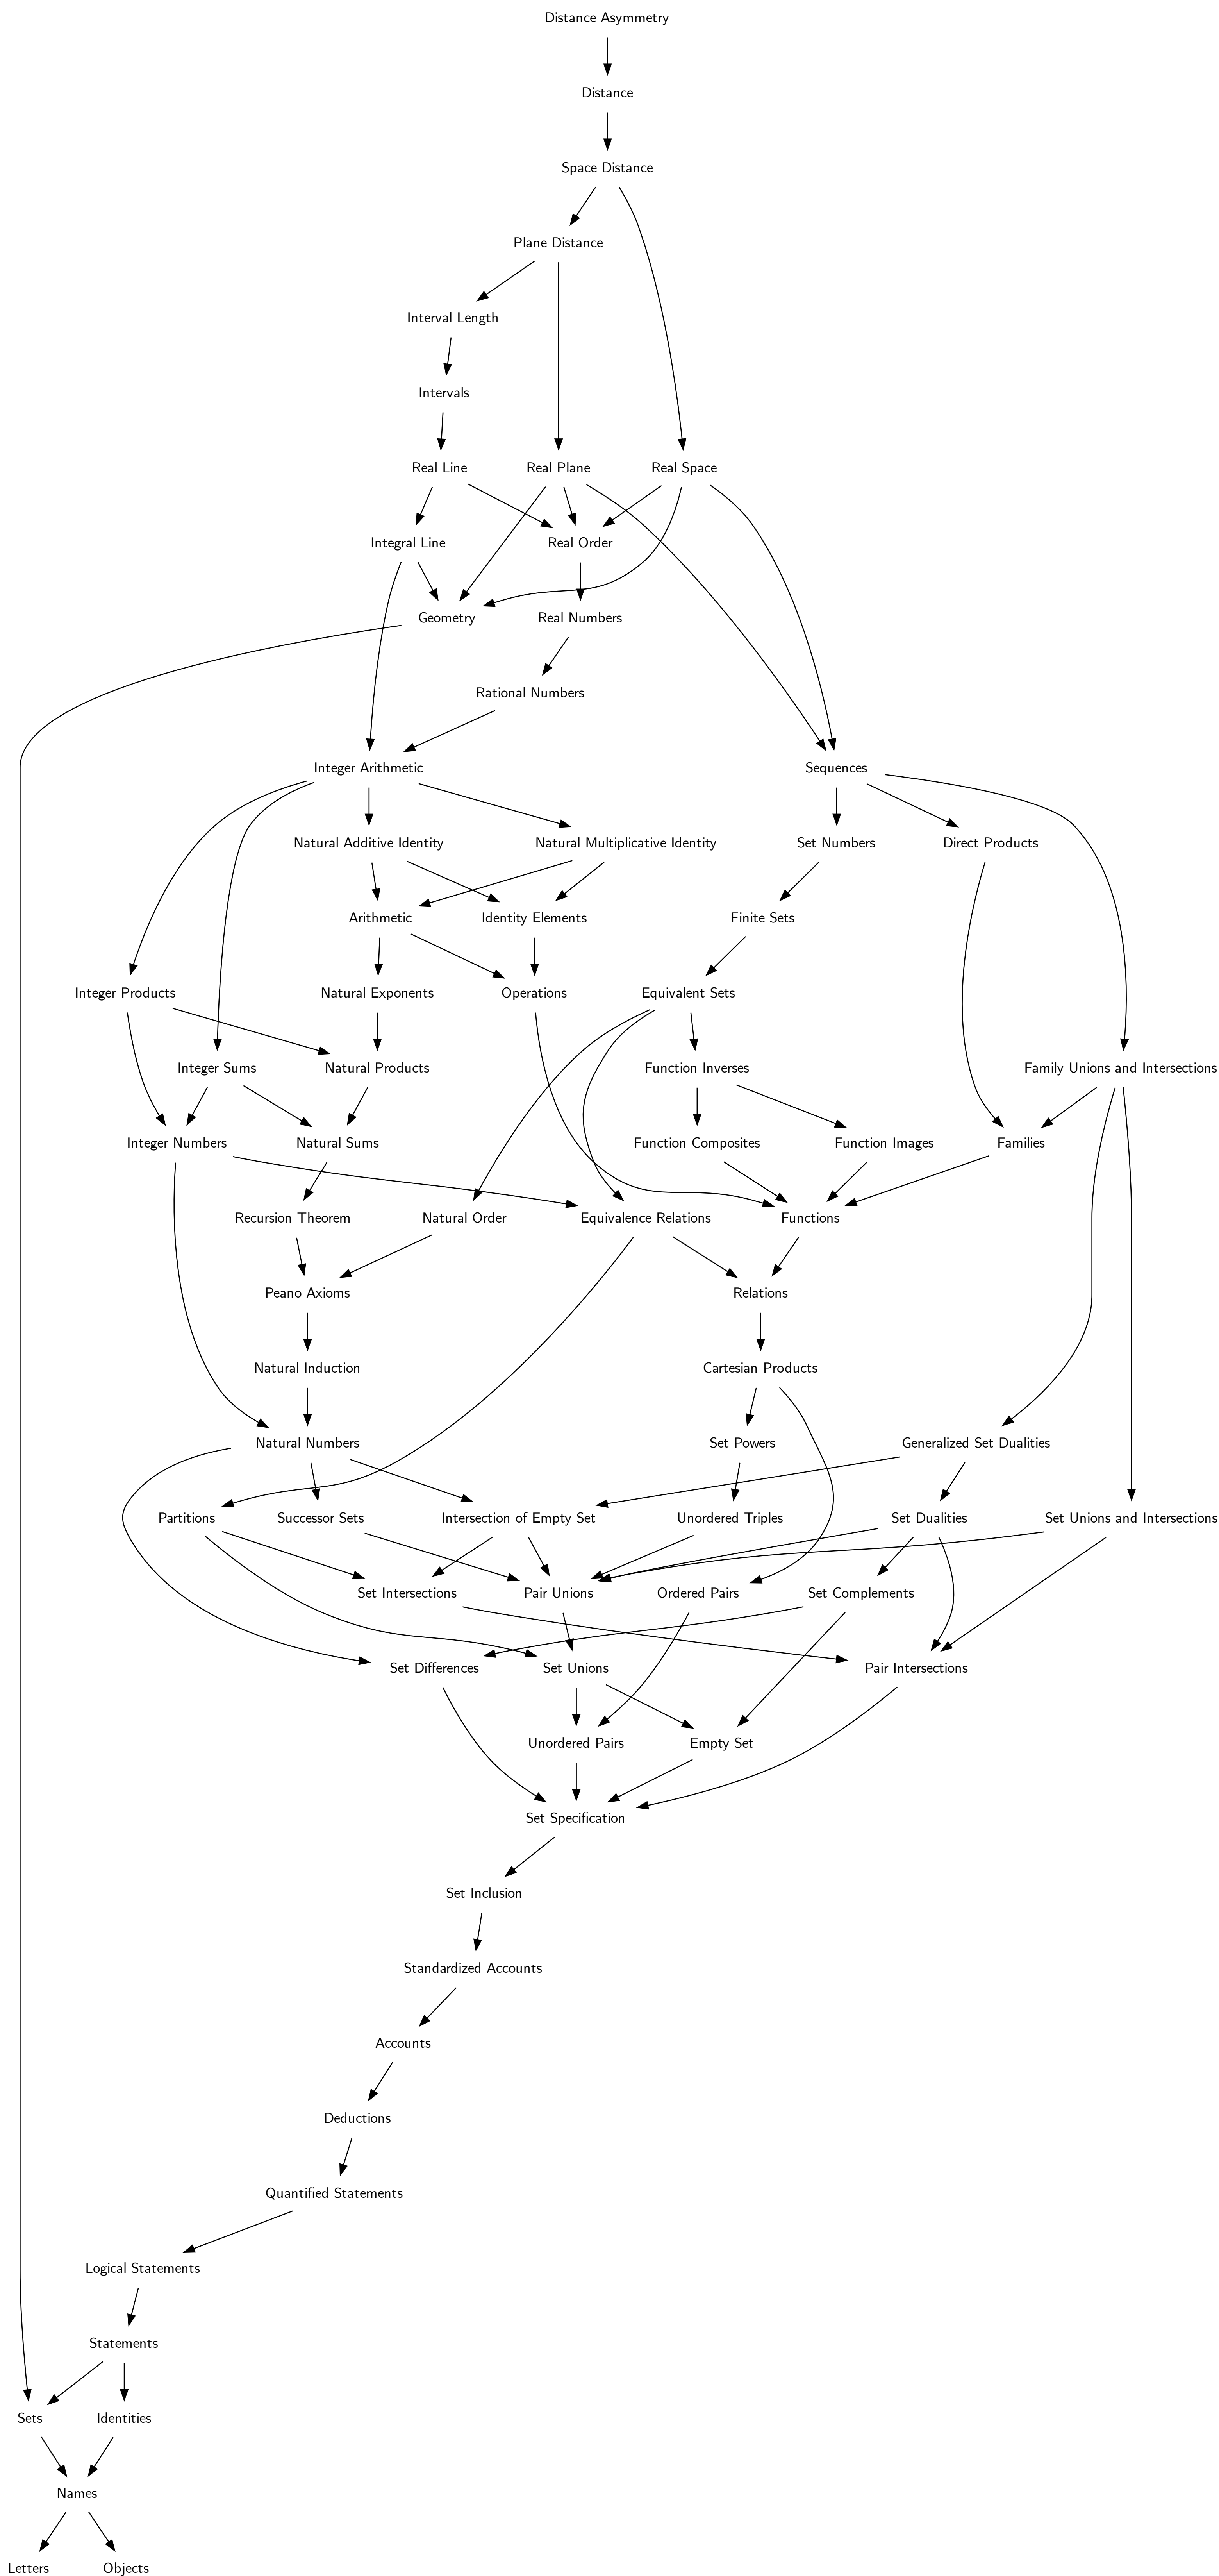 Distance Asymmetry
Distance
Space Distance
Plane Distance
Interval Length
Intervals
Real Line
Real Plane
Real Space
Integral Line
Real Order
Geometry
Real Numbers
Rational Numbers
Integer Arithmetic
Sequences
Natural Additive Identity
Natural Multiplicative Identity
Set Numbers
Direct Products
Arithmetic
Identity Elements
Finite Sets
Integer Products
Natural Exponents
Operations
Equivalent Sets
Integer Sums
Natural Products
Function Inverses
Family Unions and Intersections
Integer Numbers
Natural Sums
Function Composites
Function Images
Families
Recursion Theorem
Natural Order
Equivalence Relations
Functions
Peano Axioms
Relations
Natural Induction
Cartesian Products
Natural Numbers
Set Powers
Generalized Set Dualities
Partitions
Successor Sets
Intersection of Empty Set
Unordered Triples
Set Dualities
Set Unions and Intersections
Set Intersections
Pair Unions
Ordered Pairs
Set Complements
Set Differences
Set Unions
Pair Intersections
Unordered Pairs
Empty Set
Set Specification
Set Inclusion
Standardized Accounts
Accounts
Deductions
Quantified Statements
Logical Statements
Statements
Sets
Identities
Names
Letters
Objects